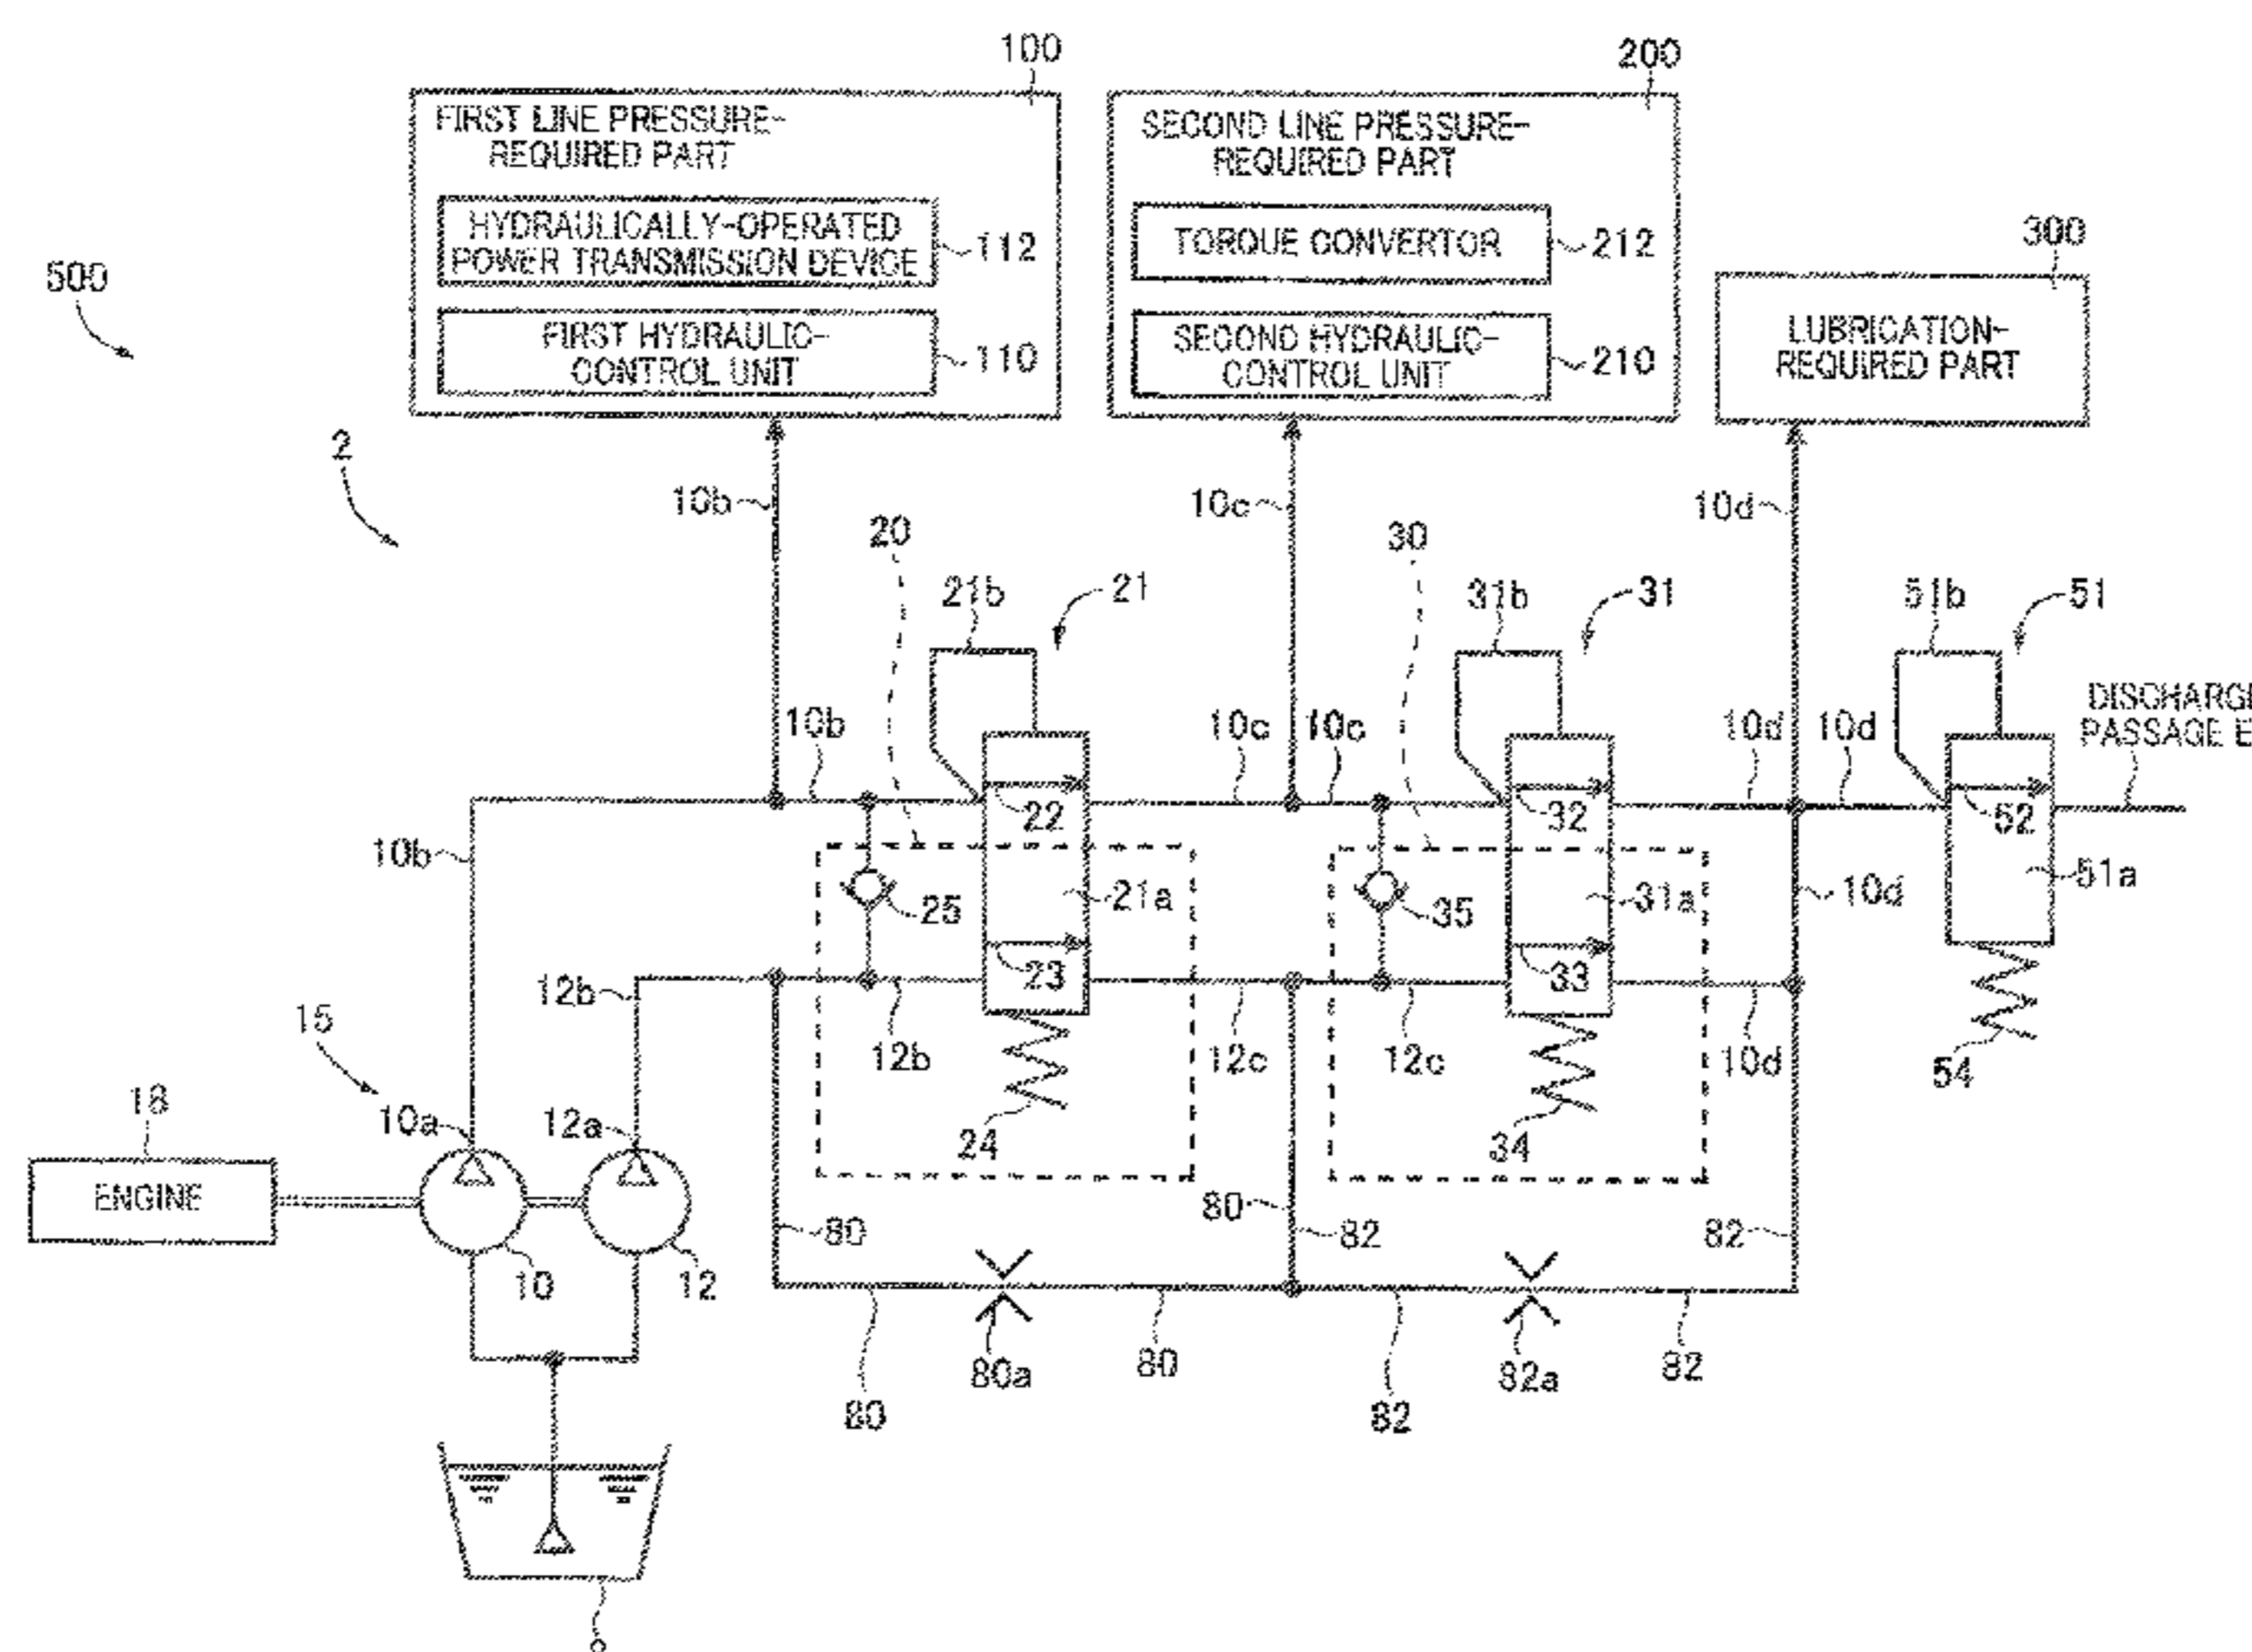 100
200
FIRST LINE PRESSURE-
REQUIRED PART
SECOND LINE PRESSURE-
REQUIRED PART
HYDRAULICALLY-OPERATED
POWER TRANSMISSION DEVICE
112
TORQUE CONVERTOR
212
300
500
FIRST HYDRAULIC-
CONTROL UNIT
110
SECOND HYDRAULIC-
CONTROL UNIT
210
LUBRICATION-
REQUIRED PART
2
10b
10c
10d
20
30
21b
21
31b
31
51b
51
10b
10c
10c
10d
10d
DISCHARGE
PASSAGE E
22
32
52
10b
25
21a
35
31a
10d
51a
23
33
12b
15
12b
12c
12c
10d
54
18
10a
12a
24
34
ENGINE
80
80
82
82
10
12
80a
80
82a
82
80
82